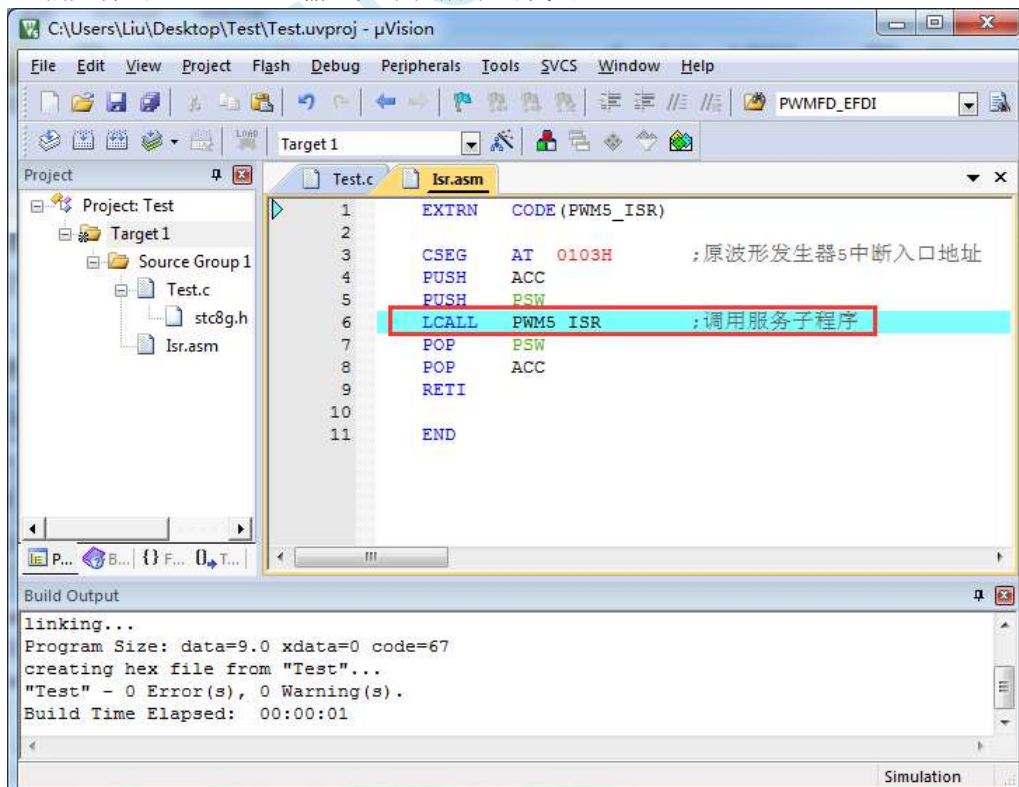 C:\Users\Liu\Desktop\Test\Test.uvproj - µVision
File Edit View Project Flash Debug Peripherals Tools SVCS Window Help
PWMFD_EFDI
LOAD Target 1
Project
Test.c Isr.asm
Project: Test
Target 1
Source Group 1
Test.c
stc8g.h
Isr.asm
1 EXTRN CODE(PWM5_ISR)
2
3 CSEG AT 0103H ;原波形发生器5中断入口地址
4 PUSH ACC
5 PUSH PSW
6 LCALL PWM5_ISR ;调用服务子程序
7 POP PSW
8 POP ACC
9 RETI
10
11 END
P... B... {} F... 0 T...
Build Output
linking...
Program Size: data=9.0 xdata=0 code=67
creating hex file from "Test"...
"Test" - 0 Error(s), 0 Warning(s).
Build Time Elapsed: 00:00:01
Simulation